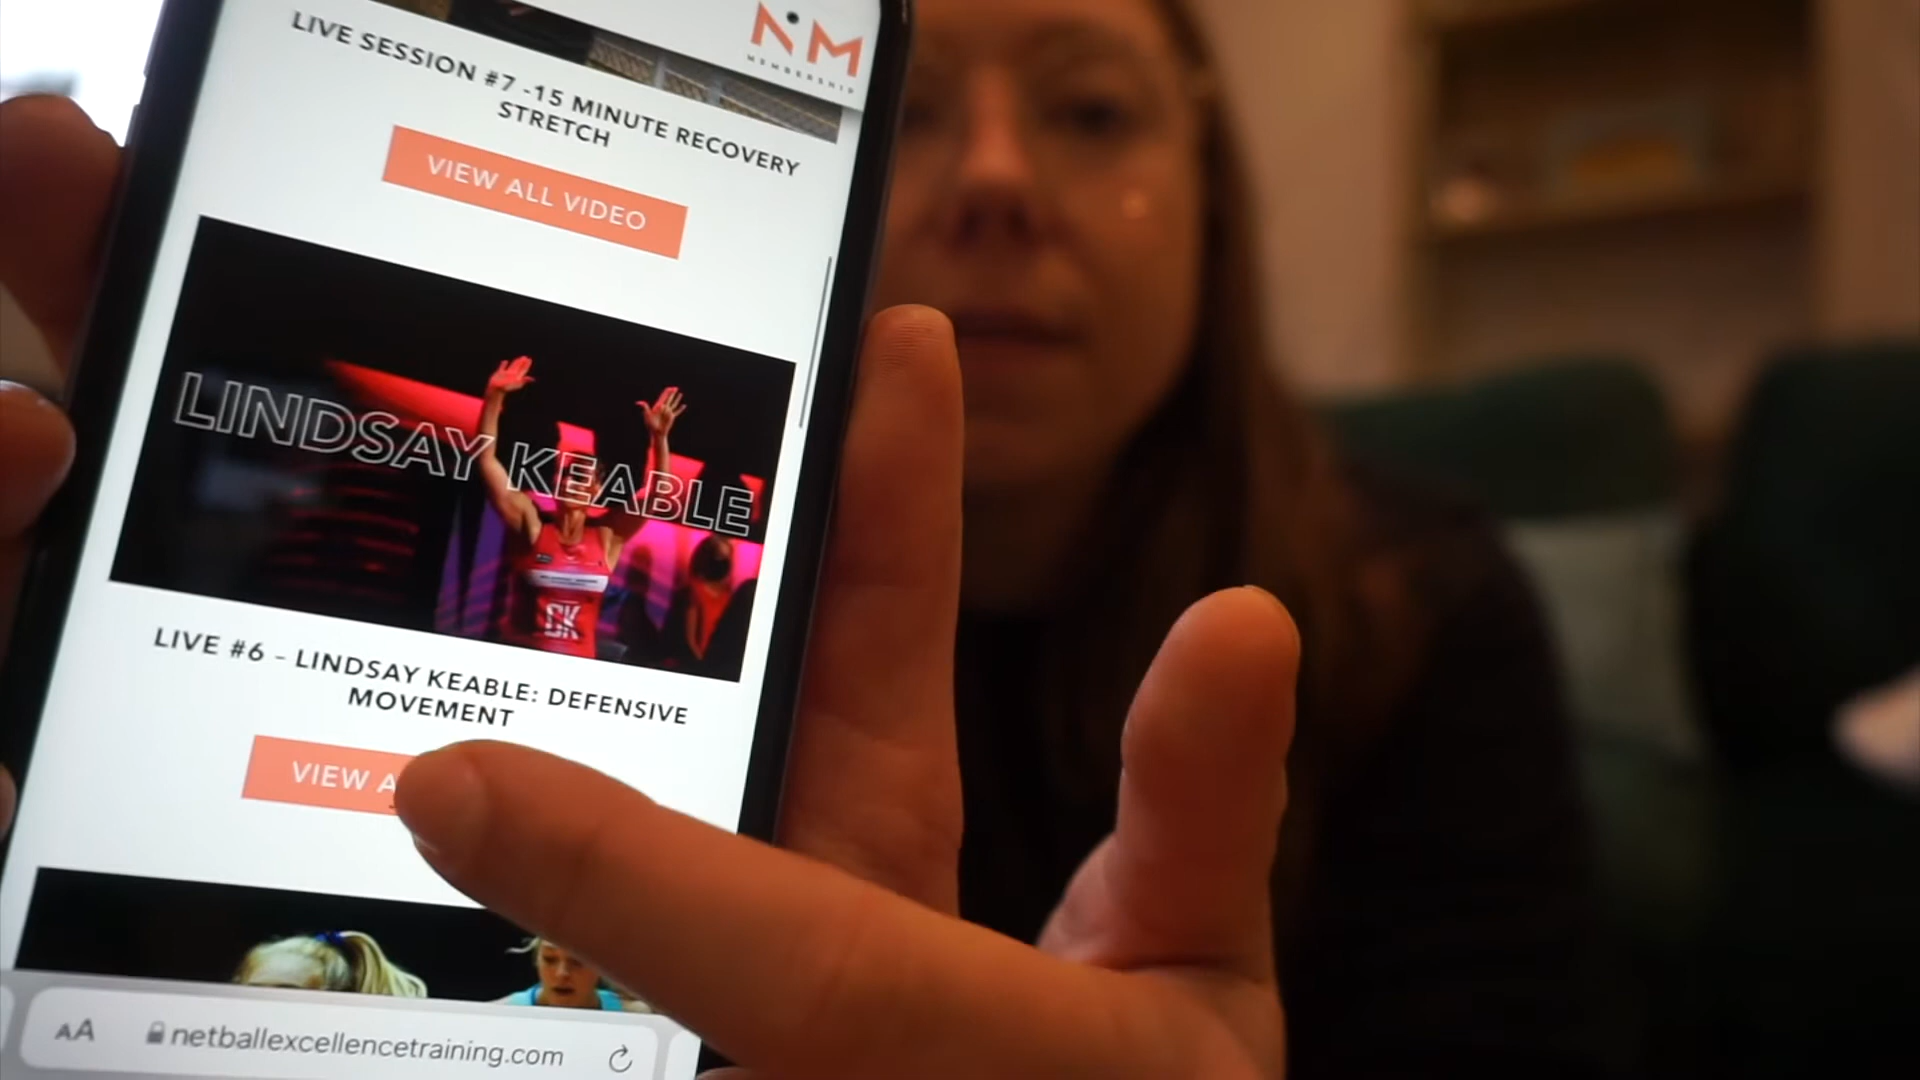 NM
MEMBERSHIP
LIVE SESSION #7 -15 MINUTE RECOVERY
STRETCH
VIEW ALL VIDEO
LINDSAY KEABLE
GK
LIVE #6 – LINDSAY KEABLE: DEFENSIVE
MOVEMENT
VIEW A
AA netballexcellencetraining.com